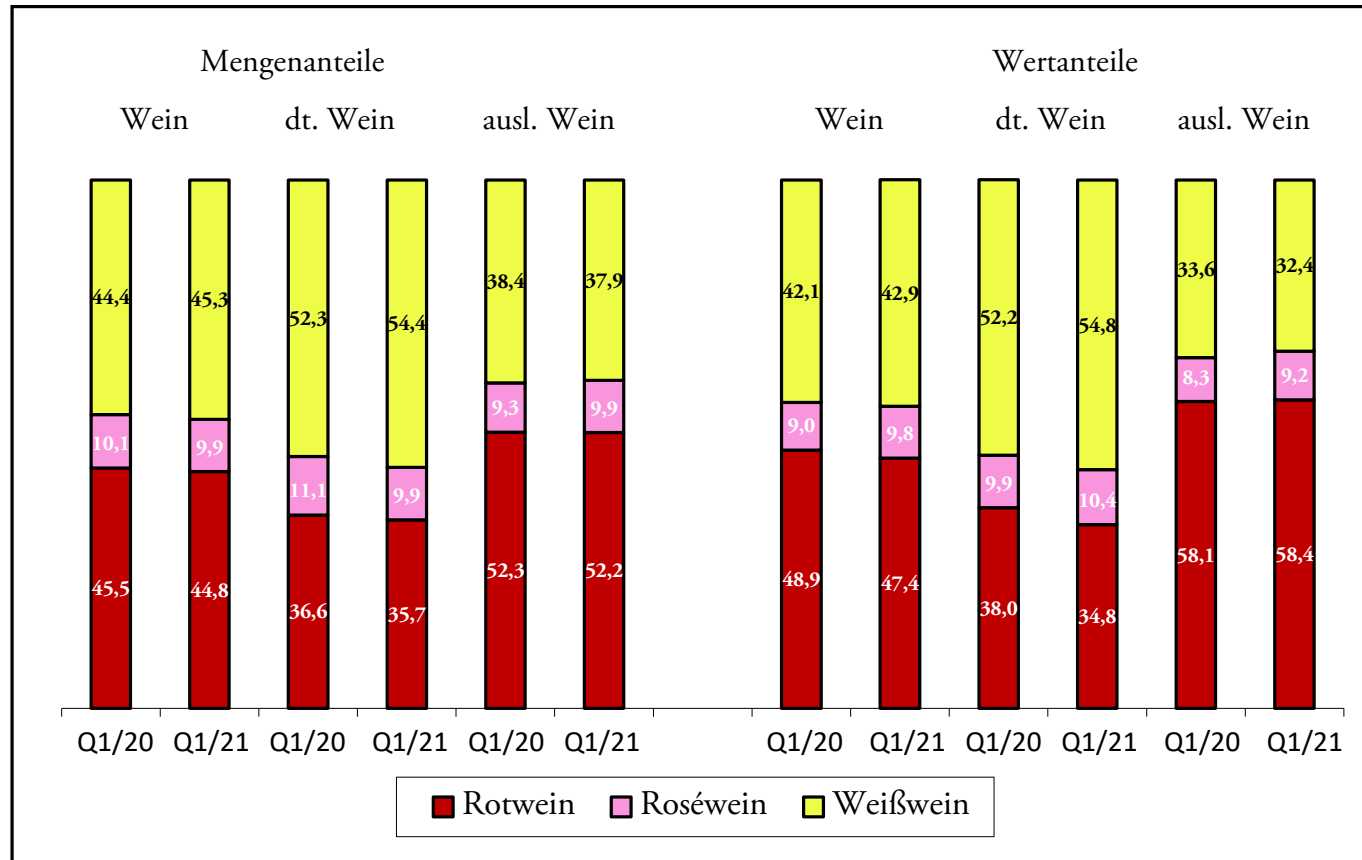 Mengenanteile Wertanteile
Wein dt. Wein ausl. Wein Wein dt. Wein ausl. Wein
44,4 45,3 52,3 54,4 38,4 37,9 42,1 42,9 52,2 54,8 33,6 32,4
10,1 9,9 11,1 9,9 9,3 9,9 9,0 9,8 9,9 10,4 8,3 9,2
45,5 44,8 36,6 35,7 52,3 52,2 48,9 47,4 38,0 34,8 58,1 58,4
Q1/20 Q1/21 Q1/20 Q1/21 Q1/20 Q1/21 Q1/20 Q1/21 Q1/20 Q1/21 Q1/20 Q1/21
Rotwein Roséwein Weißwein